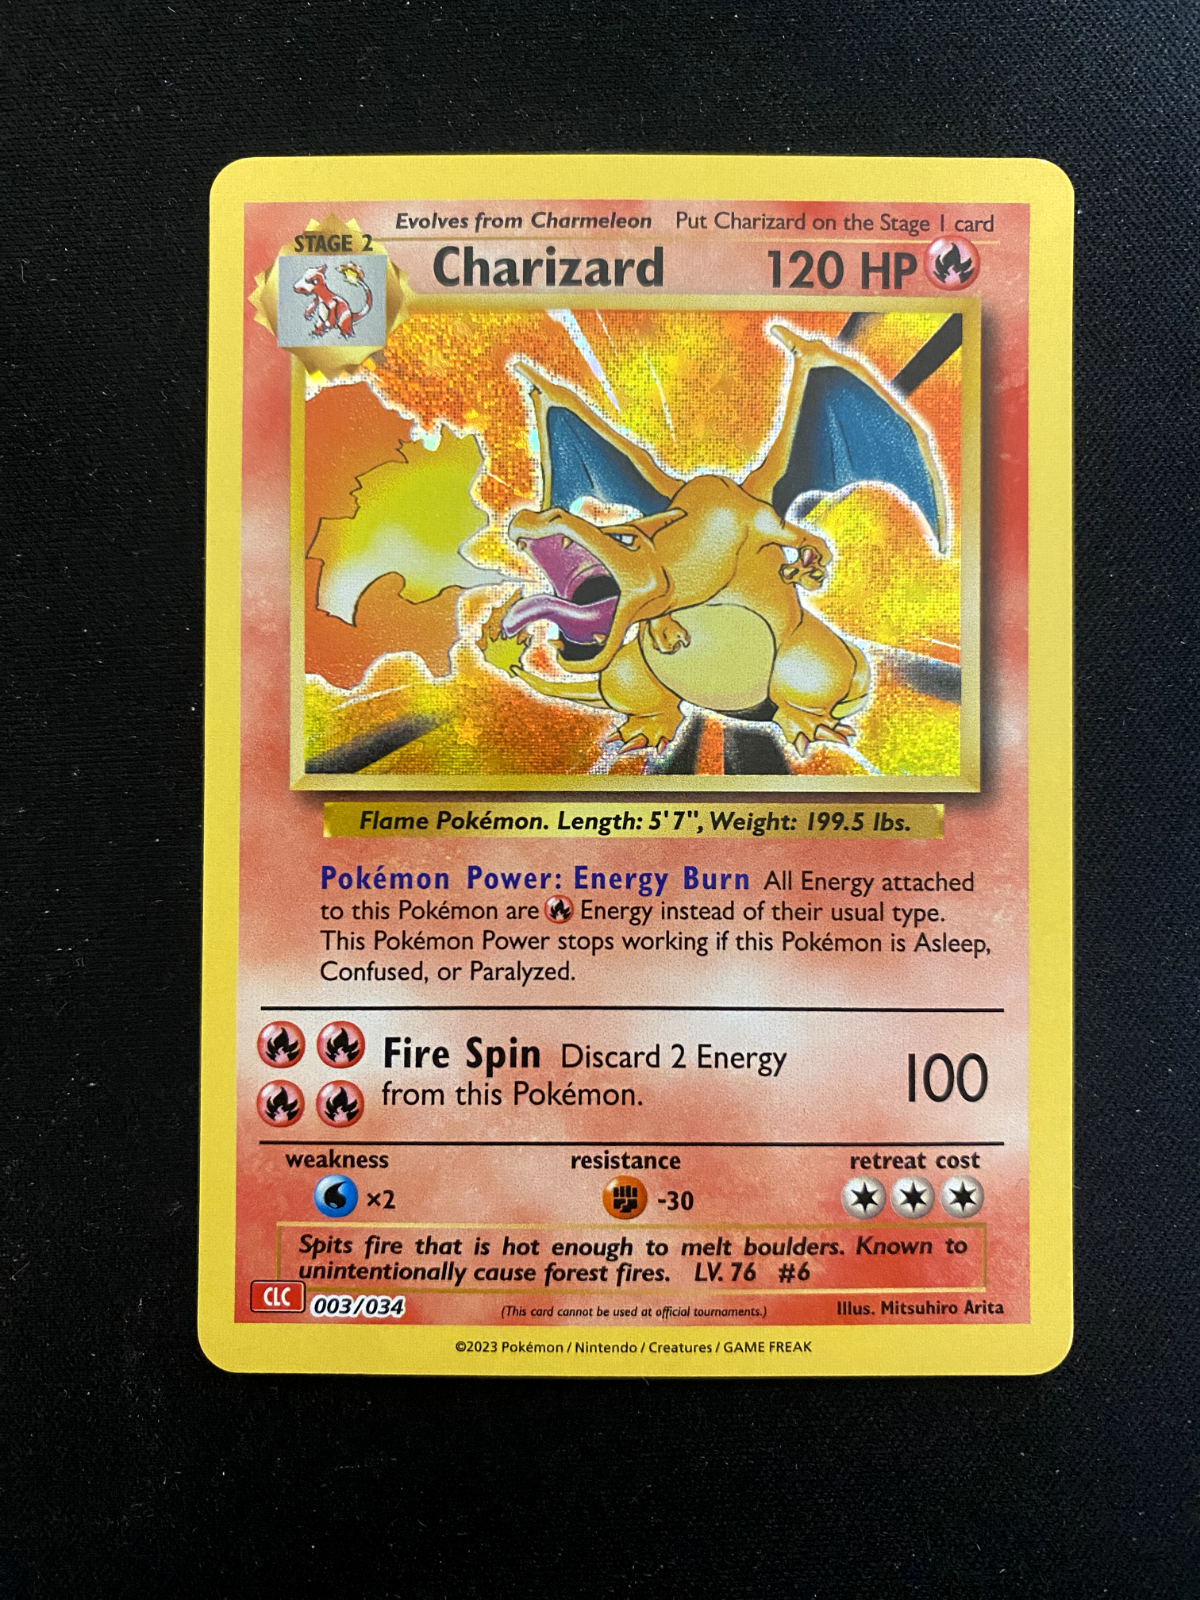 Evolves from Charmeleon Put Charizard on the Stage 1 card
STAGE 2
Charizard 120 HP
Flame Pokémon. Length: 5'7", Weight: 199.5 lbs.
Pokémon Power: Energy Burn All Energy attached
to this Pokémon are Energy instead of their usual type.
This Pokémon Power stops working if this Pokémon is Asleep,
Confused, or Paralyzed.
Fire Spin Discard 2 Energy
from this Pokémon.
100
weakness resistance retreat cost
×2 -30
Spits fire that is hot enough to melt boulders. Known to
unintentionally cause forest fires. LV. 76 #6
CLC 003/034 (This card cannot be used at official tournaments.) Illus. Mitsuhiro Arita
©2023 Pokémon / Nintendo / Creatures / GAME FREAK